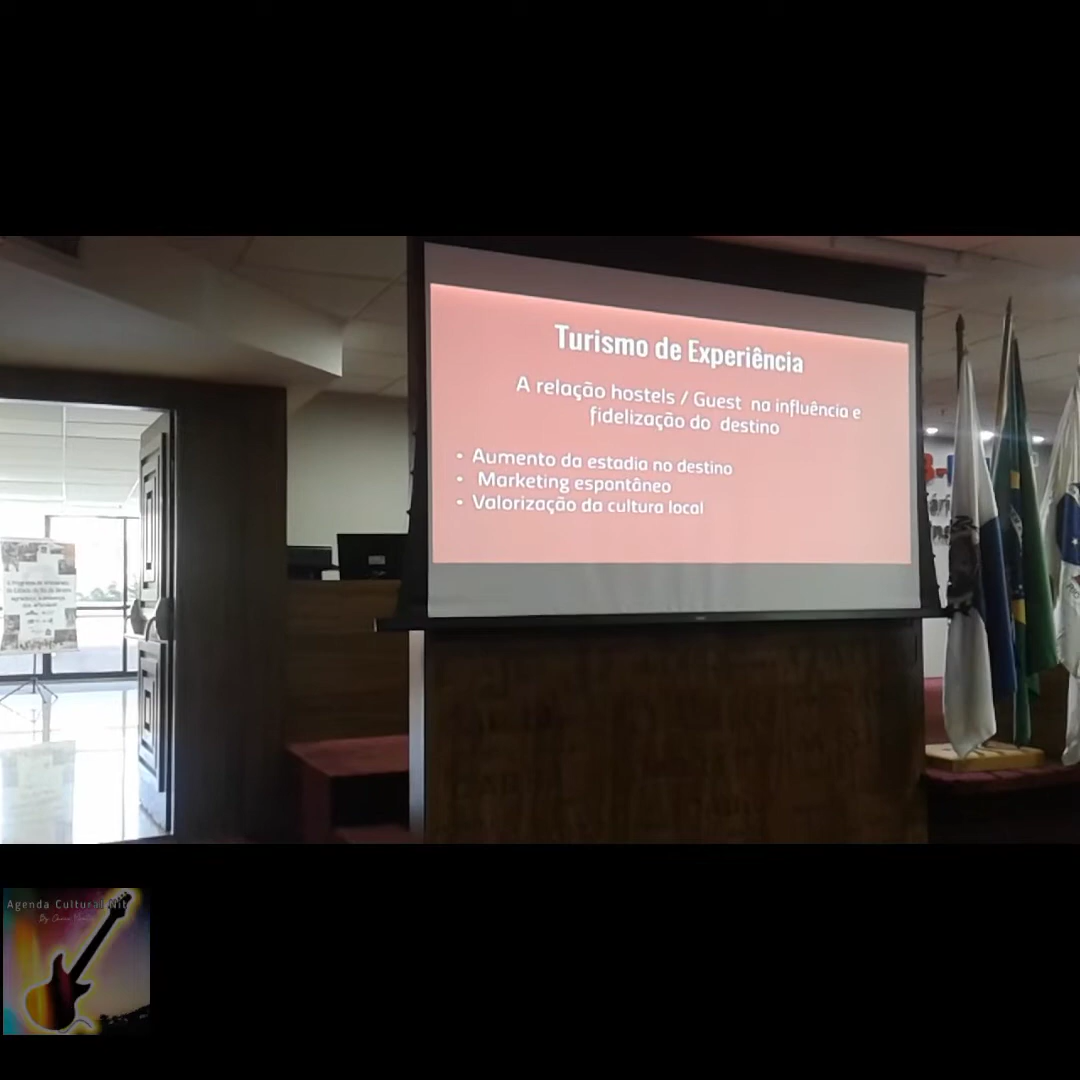 Turismo de Experiência
A relação hostels / Guest na influência e
fidelização do destino
• Aumento da estadia no destino
• Marketing espontâneo
• Valorização da cultura local
Agenda Cultural Nit